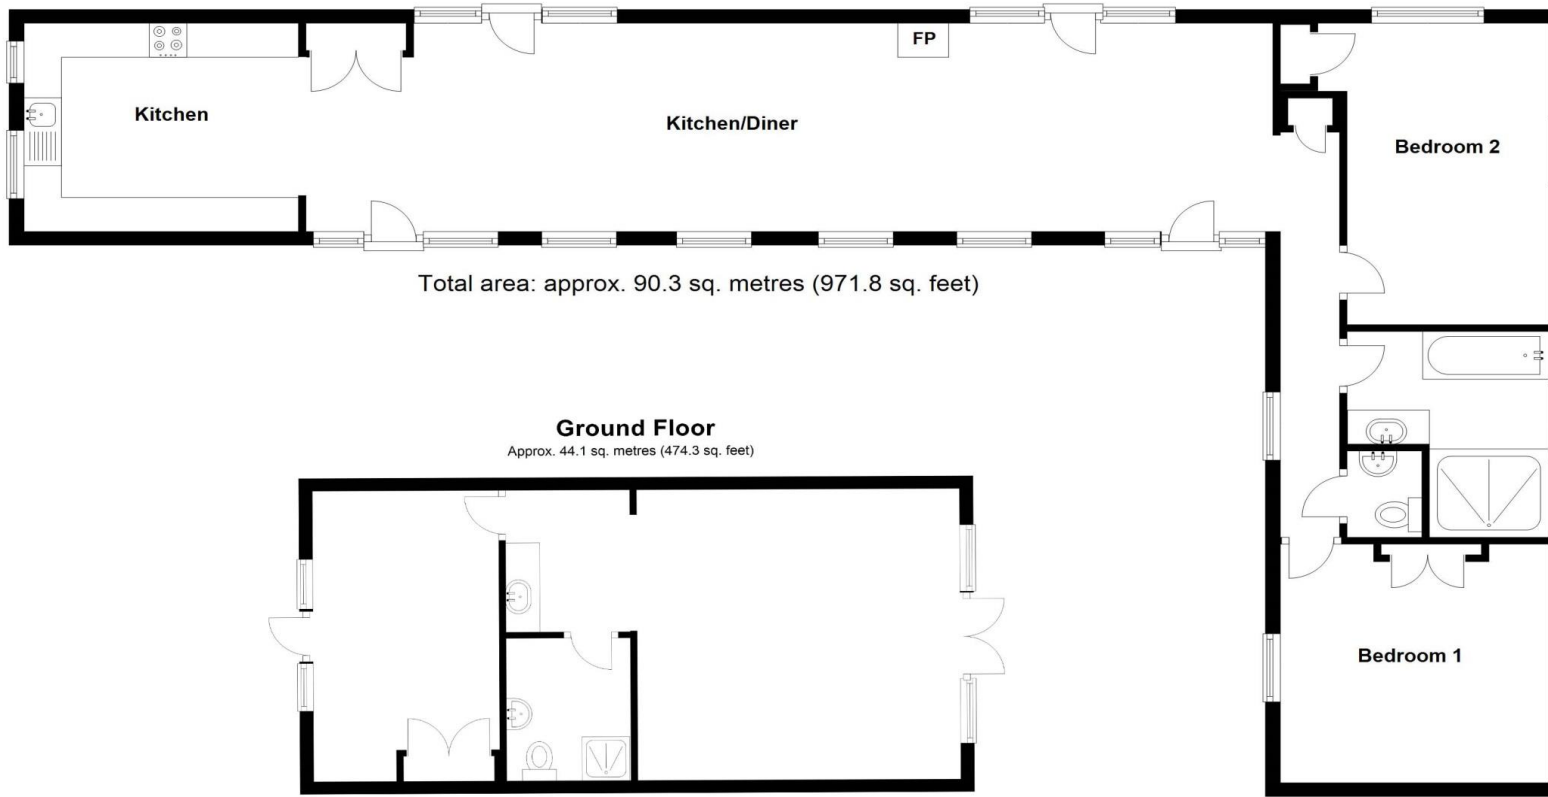 FP
Kitchen
Kitchen/Diner
Bedroom 2
Total area: approx. 90.3 sq. metres (971.8 sq. feet)
Ground Floor
Approx. 44.1 sq. metres (474.3 sq. feet)
Bedroom 1